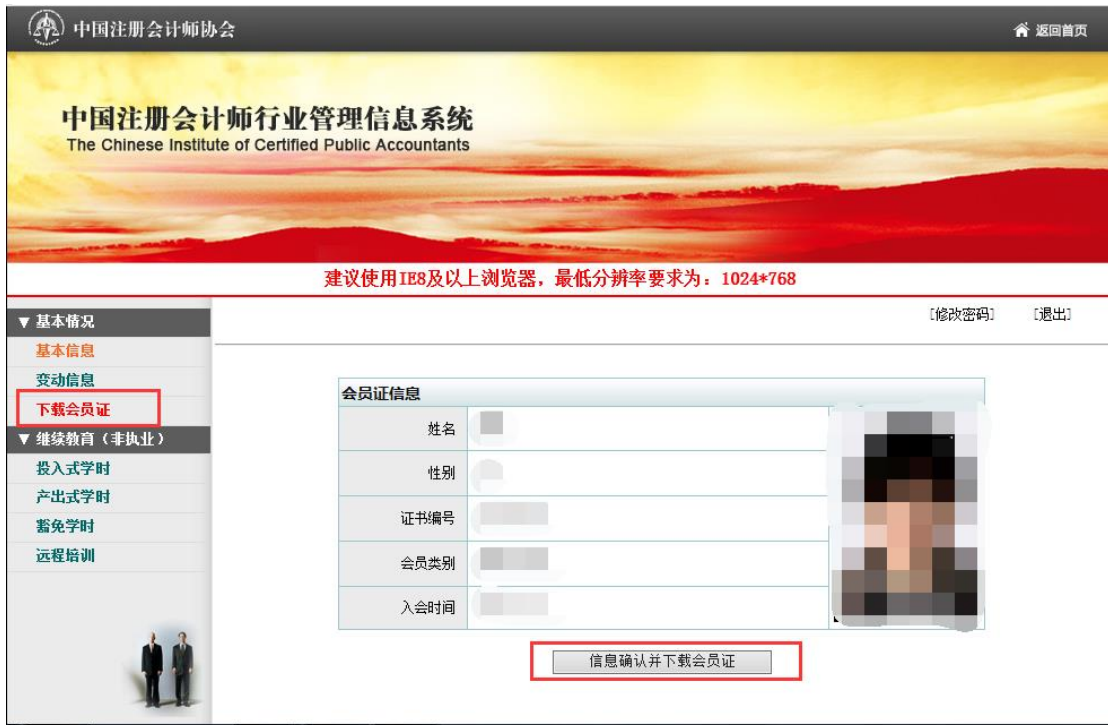 中国注册会计师协会
返回首页
中国注册会计师行业管理信息系统
The Chinese Institute of Certified Public Accountants
建议使用IE8及以上浏览器，最低分辨率要求为：1024*768
[修改密码] [退出]
▼ 基本情况
基本信息
变动信息
下载会员证
▼ 继续教育（非执业）
投入式学时
产出式学时
豁免学时
远程培训
会员证信息
姓名
性别
证书编号
会员类别
入会时间
信息确认并下载会员证